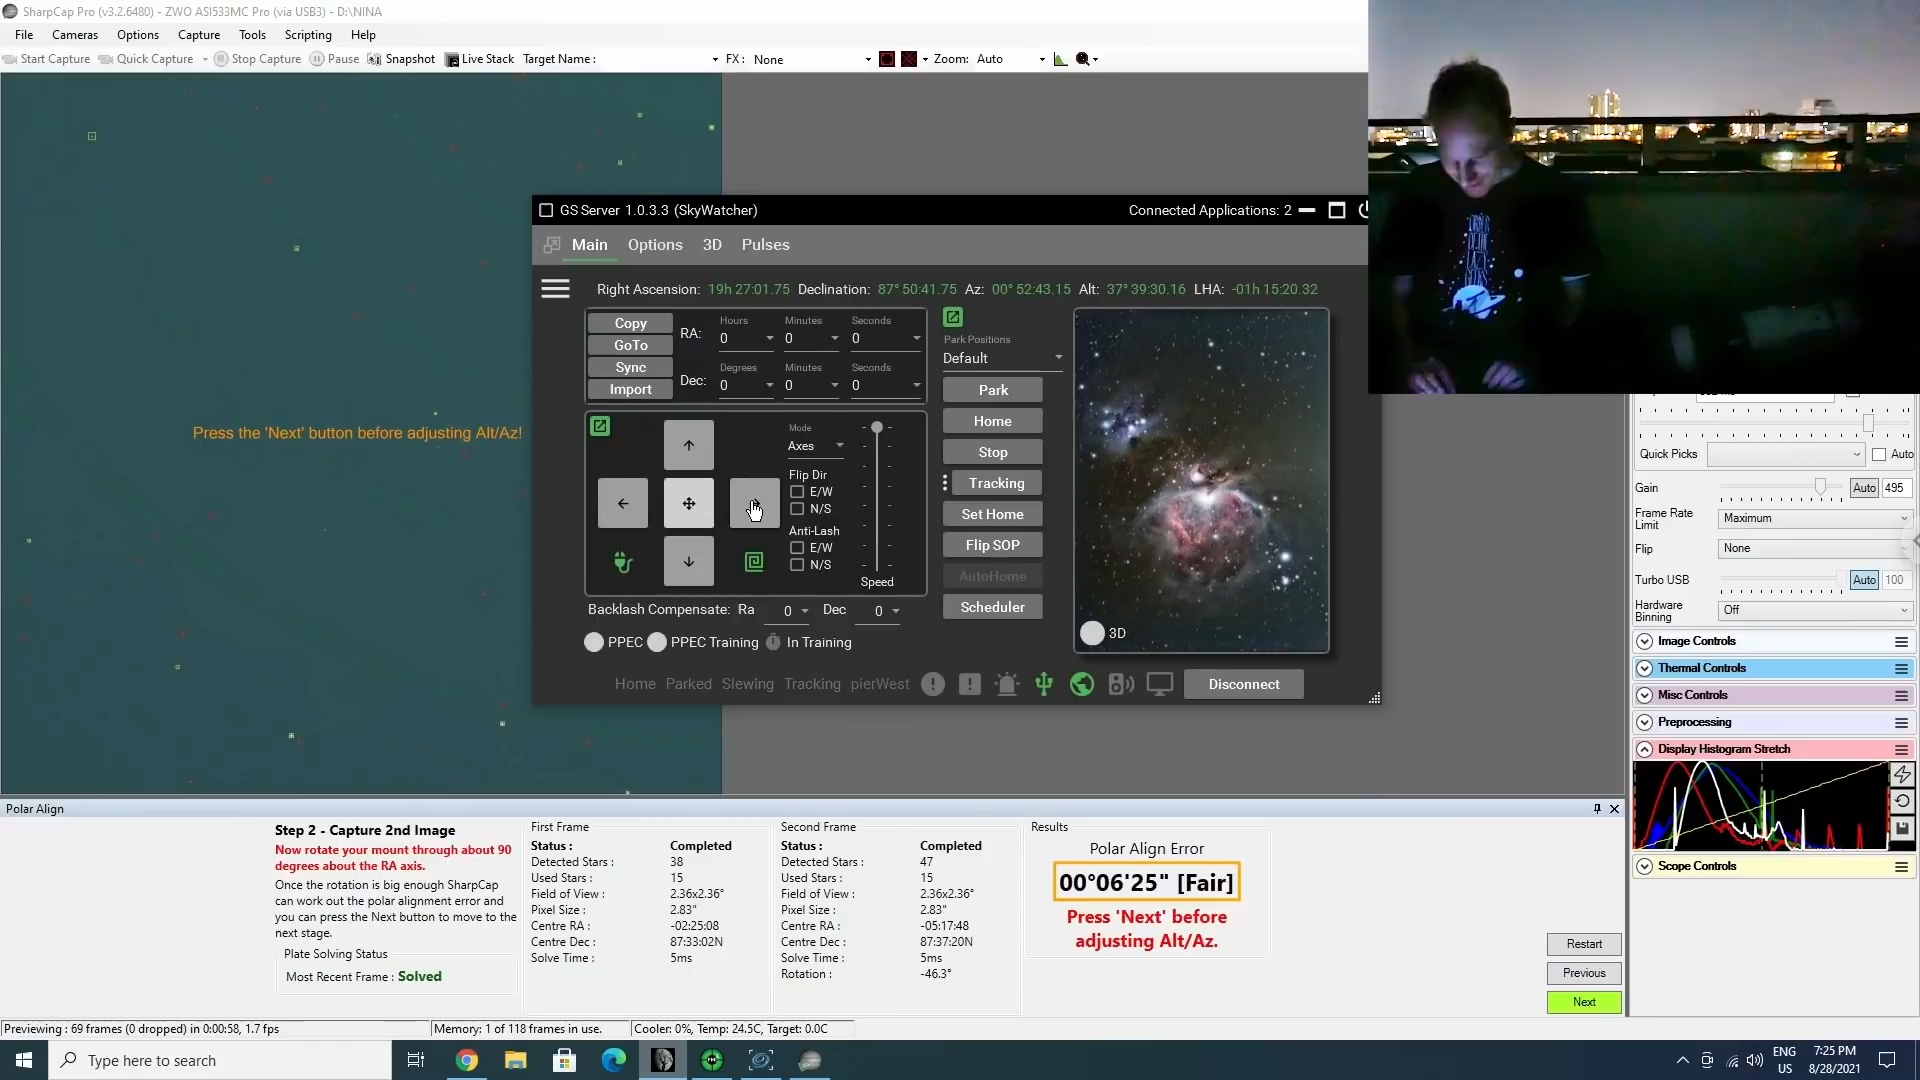 SharpCap Pro (v3.2.6480) - ZWO ASI533MC Pro (via USB3) - D:\NINA
File Cameras Options Capture Tools Scripting Help
Start Capture Quick Capture Stop Capture Pause Snapshot Live Stack Target Name : FX : None Zoom: Auto
GS Server 1.0.3.3 (SkyWatcher) Connected Applications: 2
Main Options 3D Pulses
Right Ascension: 19h 27:01.75 Declination: 87° 50:41.75 Az: 00° 52:43.15 Alt: 37° 39:30.16 LHA: -01h 15:20.32
Copy
GoTo
Sync
Import
RA: Hours 0 Minutes 0 Seconds 0
Dec: Degrees 0 Minutes 0 Seconds 0
Park Positions
Default
Park
Home
Stop
Tracking
Set Home
Flip SOP
AutoHome
Scheduler
Mode
Axes
Flip Dir
E/W
N/S
Anti-Lash
E/W
N/S
Speed
Backlash Compensate: Ra 0 Dec 0
PPEC PPEC Training In Training
3D
Home Parked Slewing Tracking pierWest Disconnect
Press the 'Next' button before adjusting Alt/Az!
Quick Picks Auto
Gain Auto 495
Frame Rate
Limit Maximum
Flip None
Turbo USB Auto 100
Hardware
Binning Off
Image Controls
Thermal Controls
Misc Controls
Preprocessing
Display Histogram Stretch
Scope Controls
Polar Align
Step 2 - Capture 2nd Image
Now rotate your mount through about 90
degrees about the RA axis.
Once the rotation is big enough SharpCap
can work out the polar alignment error and
you can press the Next button to move to the
next stage.
Plate Solving Status
Most Recent Frame : Solved
First Frame
Status : Completed
Detected Stars : 38
Used Stars : 15
Field of View : 2.36x2.36°
Pixel Size : 2.83"
Centre RA : -02:25:08
Centre Dec : 87:33:02N
Solve Time : 5ms
Second Frame
Status : Completed
Detected Stars : 47
Used Stars : 15
Field of View : 2.36x2.36°
Pixel Size : 2.83"
Centre RA : -05:17:48
Centre Dec : 87:37:20N
Solve Time : 5ms
Rotation : -46.3°
Results
Polar Align Error
00°06'25" [Fair]
Press 'Next' before
adjusting Alt/Az.
Restart
Previous
Next
Previewing : 69 frames (0 dropped) in 0:00:58, 1.7 fps Memory: 1 of 118 frames in use. Cooler: 0%, Temp: 24.5C, Target: 0.0C
Type here to search
ENG
US
7:25 PM
8/28/2021